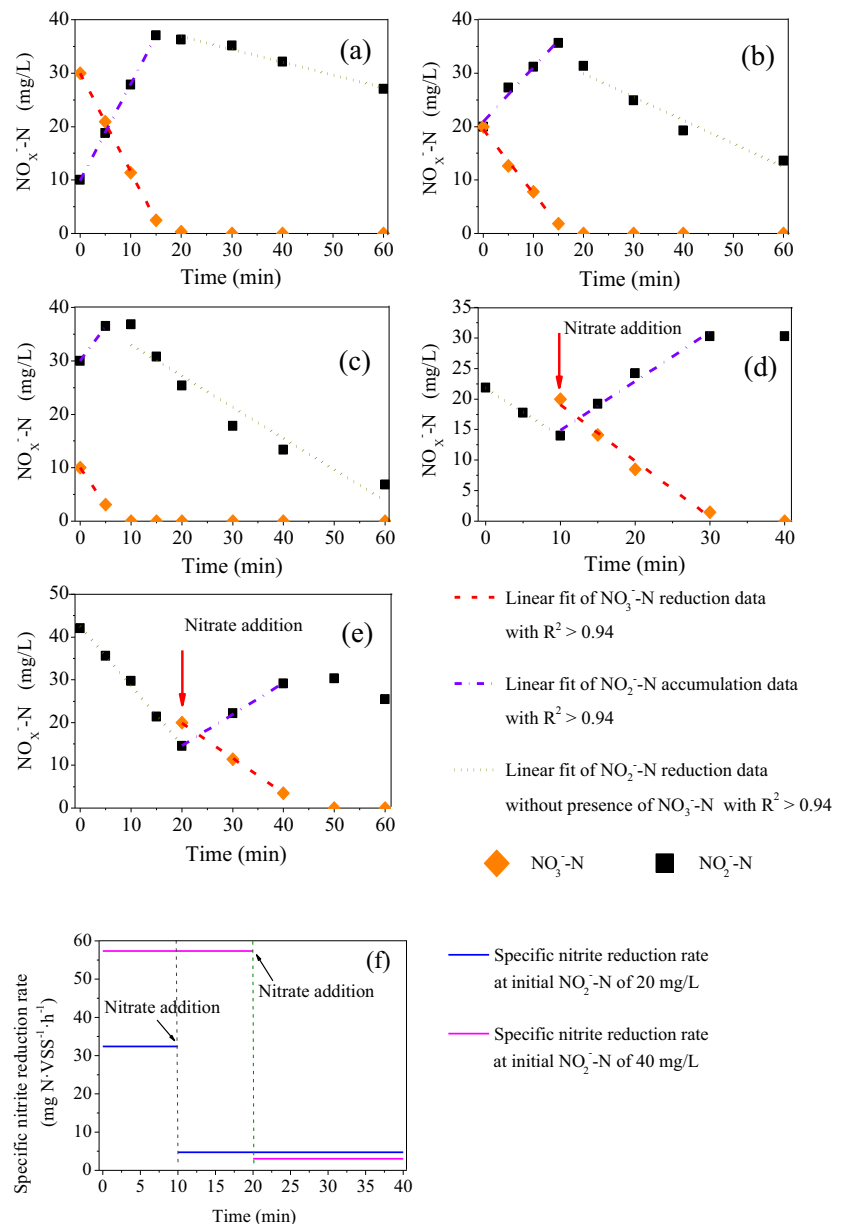 (a)
NOX--N (mg/L)
40
30
20
10
0
0 10 20 30 40 50 60
Time (min)
(b)
NOX--N (mg/L)
40
30
20
10
0
0 10 20 30 40 50 60
Time (min)
(c)
NOX--N (mg/L)
40
30
20
10
0
0 10 20 30 40 50 60
Time (min)
(d)
Nitrate addition
NOX--N (mg/L)
35
30
25
20
15
10
5
0
0 10 20 30 40
Time (min)
(e)
Nitrate addition
NOX--N (mg/L)
50
40
30
20
10
0
0 10 20 30 40 50 60
Time (min)
Linear fit of NO3--N reduction data
with R2 > 0.94
Linear fit of NO2--N accumulation data
with R2 > 0.94
Linear fit of NO2--N reduction data
without presence of NO3--N with R2 > 0.94
NO3--N
NO2--N
(f)
Nitrate addition
Nitrate addition
Specific nitrite reduction rate
(mg N·VSS-1·h-1)
60
50
40
30
20
10
0
0 5 10 15 20 25 30 35 40
Time (min)
Specific nitrite reduction rate
at initial NO2--N of 20 mg/L
Specific nitrite reduction rate
at initial NO2--N of 40 mg/L